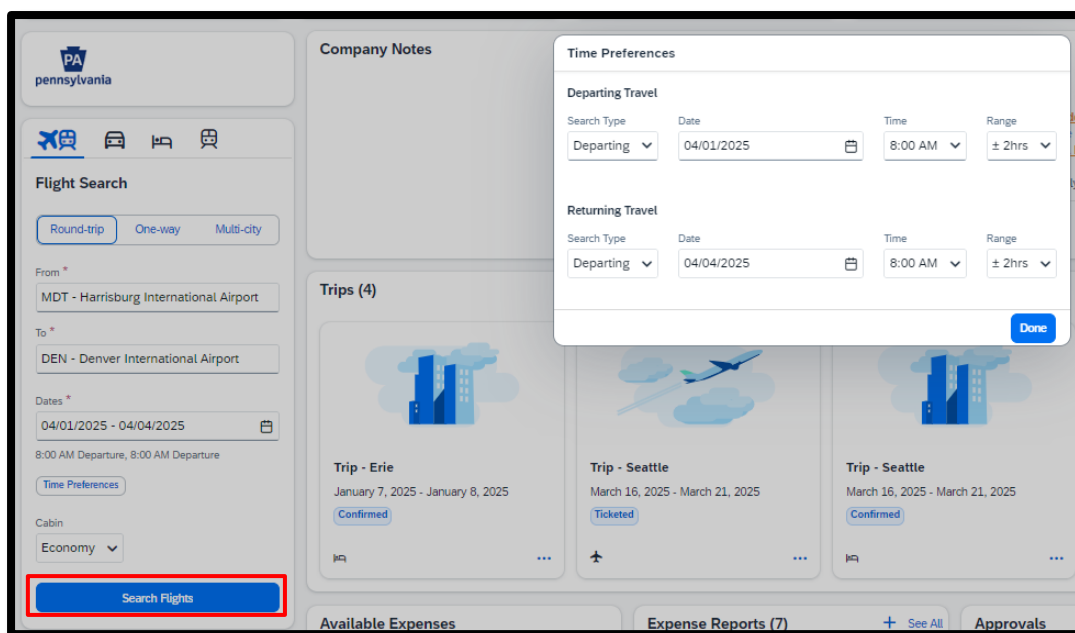 PA
pennsylvania
Flight Search
Round-trip One-way Multi-city
From *
MDT - Harrisburg International Airport
To *
DEN - Denver International Airport
Dates *
04/01/2025 - 04/04/2025
8:00 AM Departure, 8:00 AM Departure
Time Preferences
Cabin
Economy
Search Flights
Company Notes
Time Preferences
Departing Travel
Search Type Date Time Range
Departing 04/01/2025 8:00 AM ± 2hrs
Returning Travel
Search Type Date Time Range
Departing 04/04/2025 8:00 AM ± 2hrs
Done
Trips (4)
Trip - Erie
January 7, 2025 - January 8, 2025
Confirmed
Trip - Seattle
March 16, 2025 - March 21, 2025
Ticketed
Trip - Seattle
March 16, 2025 - March 21, 2025
Confirmed
Available Expenses
Expense Reports (7)
+ See All
Approvals